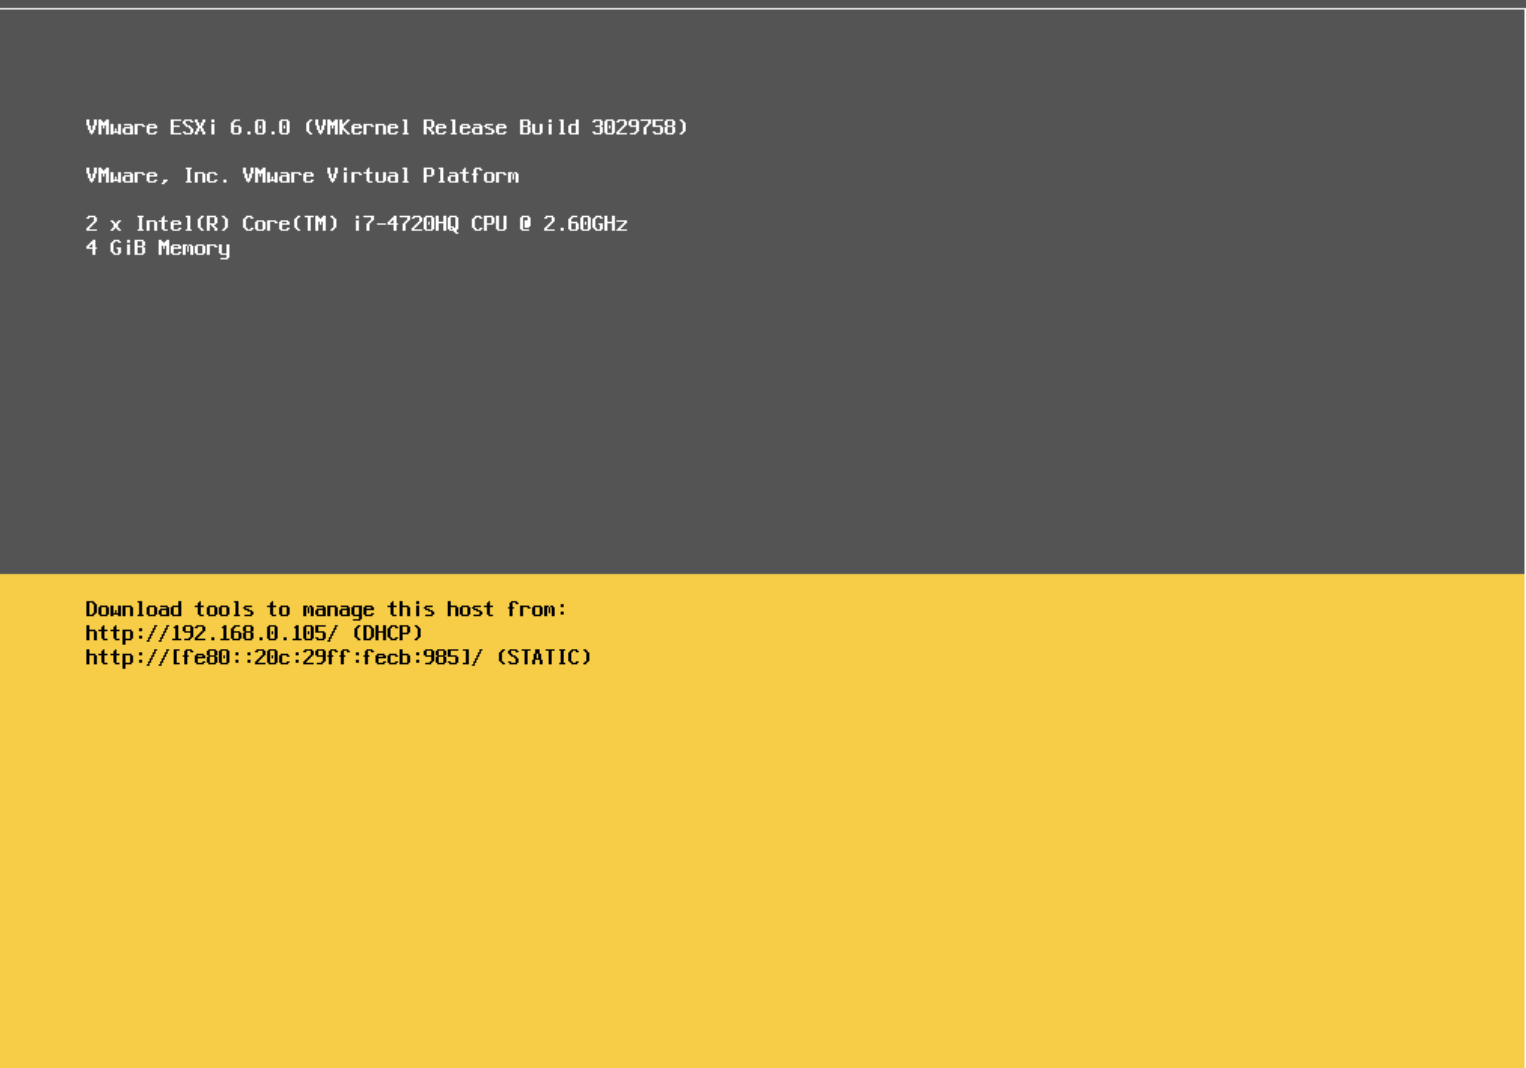 VMware ESXi 6.0.0 (VMKernel Release Build 3029758)
VMware, Inc. VMware Virtual Platform
2 x Intel(R) Core(TM) i7-4720HQ CPU @ 2.60GHz
4 GiB Memory
Download tools to manage this host from:
http://192.168.0.105/ (DHCP)
http://[fe80::20c:29ff:fecb:985]/ (STATIC)